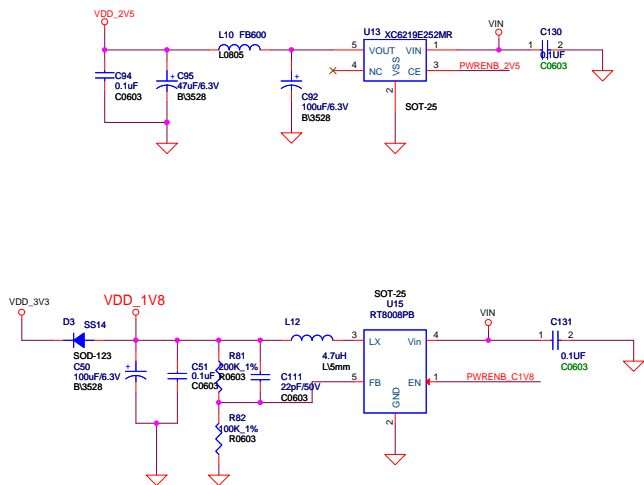 VDD_2V5
L10 FB600
L0805
C94
0.1uF
C0603
C95
47uF/6.3V
B\3528
C92
100uF/6.3V
B\3528
U13
XC6219E252MR
5
VOUT
VIN
1
4
NC
VSS
CE
3
2
SOT-25
PWRENB_2V5
VIN
C130
1
2
0.1UF
C0603
VDD_3V3
VDD_1V8
D3
SS14
SOD-123
C50
100uF/6.3V
B\3528
C51
0.1uF
C0603
R81
200K_1%
R0603
C111
22pF/50V
C0603
R82
100K_1%
R0603
L12
4.7uH
L\5mm
SOT-25
U15
RT8008PB
3
LX
Vin
4
5
FB
EN
1
GND
2
VIN
PWRENB_C1V8
C131
1
2
0.1UF
C0603